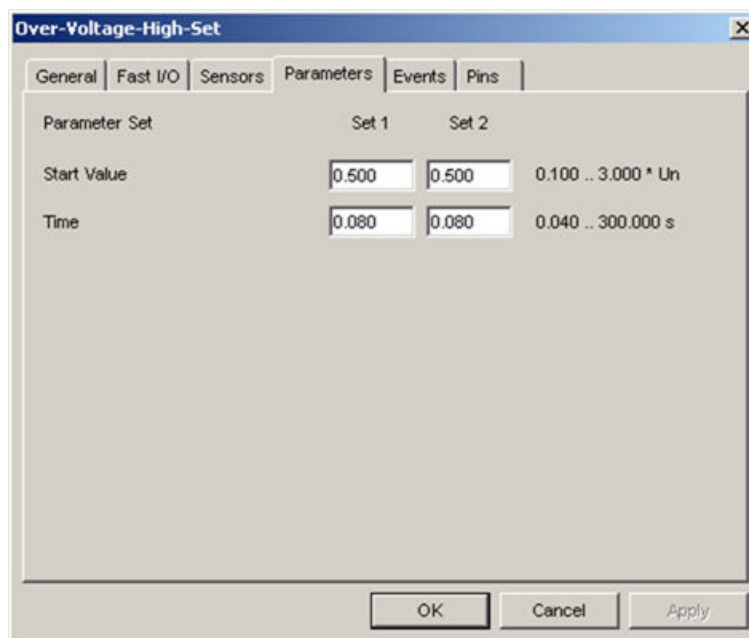 Over-Voltage-High-Set
General Fast I/O Sensors Parameters Events Pins
Parameter Set Set 1 Set 2
Start Value 0.500 0.500 0.100 .. 3.000 * Un
Time 0.080 0.080 0.040 .. 300.000 s
OK Cancel Apply